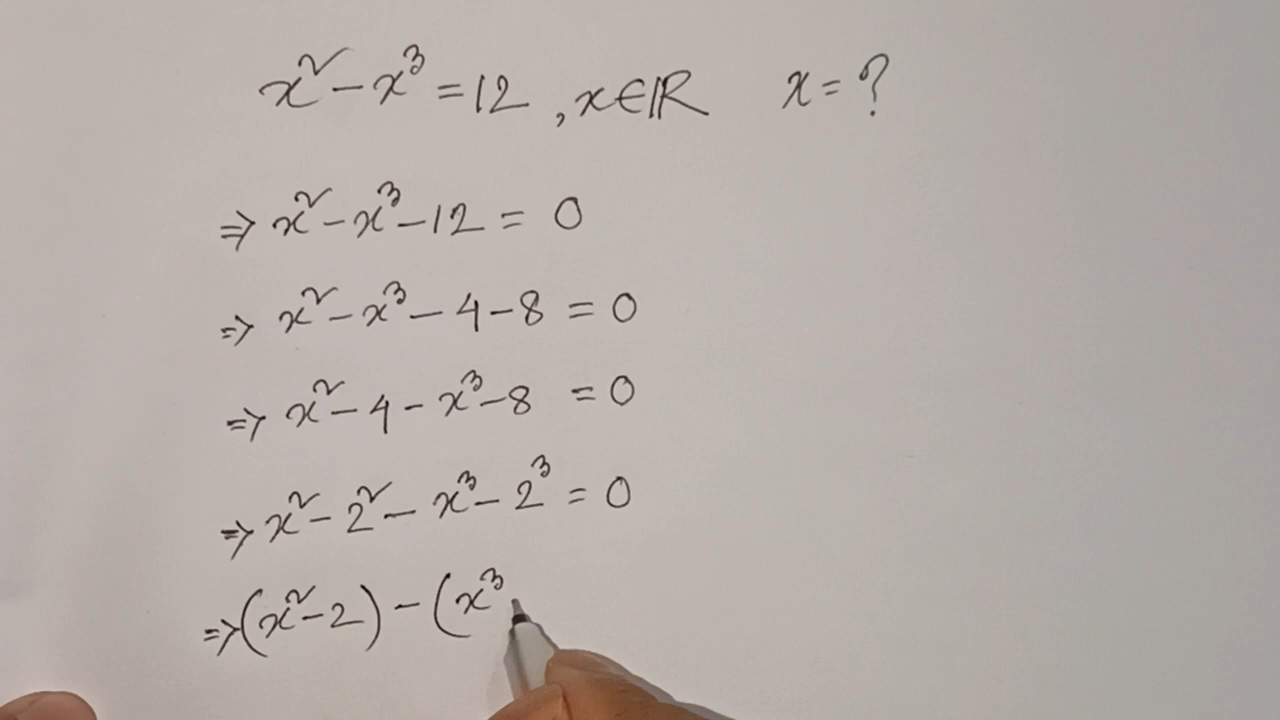 x² - x³ = 12 , x∈ℝ x = ?
⇒ x² - x³ - 12 = 0
⇒ x² - x³ - 4 - 8 = 0
⇒ x² - 4 - x³ - 8 = 0
⇒ x² - 2² - x³ - 2³ = 0
⇒ (x² - 2) - (x³